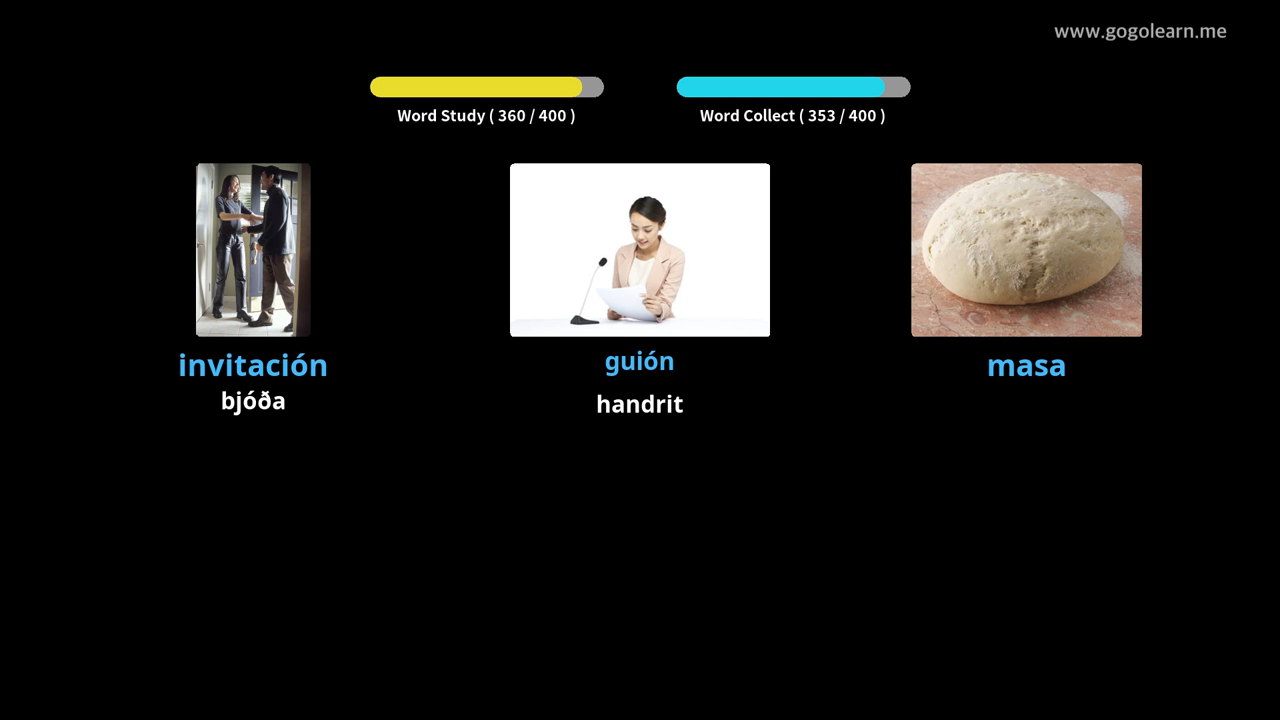 www.gogolearn.me
Word Study ( 360 / 400 )
Word Collect ( 353 / 400 )
invitación
bjóða
guión
handrit
masa